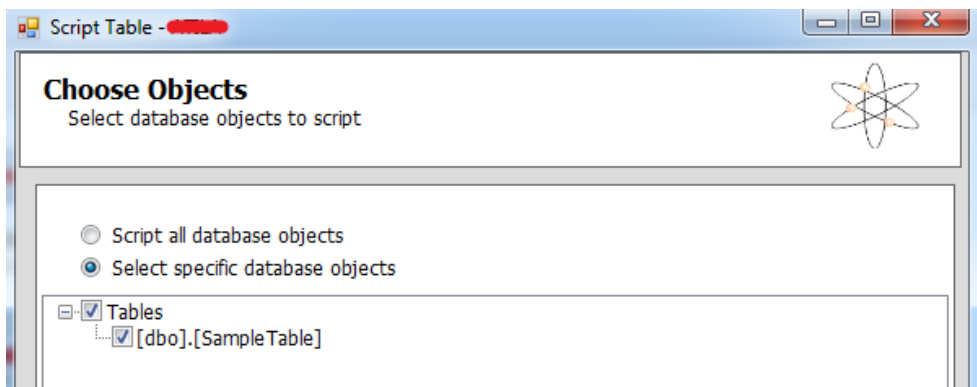 Script Table -
Choose Objects
Select database objects to script
Script all database objects
Select specific database objects
Tables
[dbo].[SampleTable]